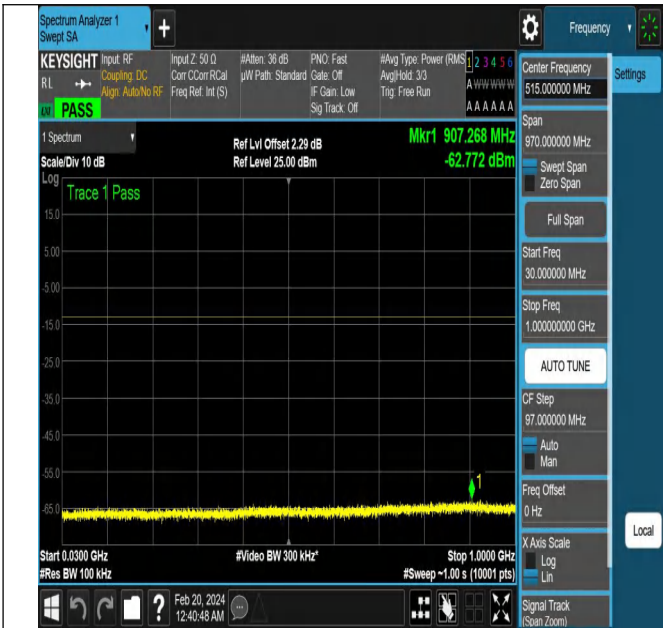 Spectrum Analyzer 1
Swept SA
Frequency
KEYSIGHT
RL
PASS
Input: RF
Coupling: DC
Align: Auto/No RF
Input Z: 50 Ω
Corr CCorr RCal
Freq Ref: Int (S)
#Atten: 36 dB
µW Path: Standard
PNO: Fast
Gate: Off
IF Gain: Low
Sig Track: Off
#Avg Type: Power (RMS
Avg|Hold: 3/3
Trig: Free Run
1 2 3 4 5 6
A W W W W W
A A A A A A
1 Spectrum
Scale/Div 10 dB
Ref Lvl Offset 2.29 dB
Ref Level 25.00 dBm
Mkr1 907.268 MHz
-62.772 dBm
Log
Trace 1 Pass
15.0
5.00
-5.00
-15.0
-25.0
-35.0
-45.0
-55.0
-65.0
1
Start 0.0300 GHz
#Res BW 100 kHz
#Video BW 300 kHz*
Stop 1.0000 GHz
#Sweep ~1.00 s (10001 pts)
Feb 20, 2024
12:40:48 AM
Center Frequency
515.000000 MHz
Settings
Span
970.000000 MHz
Swept Span
Zero Span
Full Span
Start Freq
30.000000 MHz
Stop Freq
1.000000000 GHz
AUTO TUNE
CF Step
97.000000 MHz
Auto
Man
Freq Offset
0 Hz
Local
X Axis Scale
Log
Lin
Signal Track
(Span Zoom)